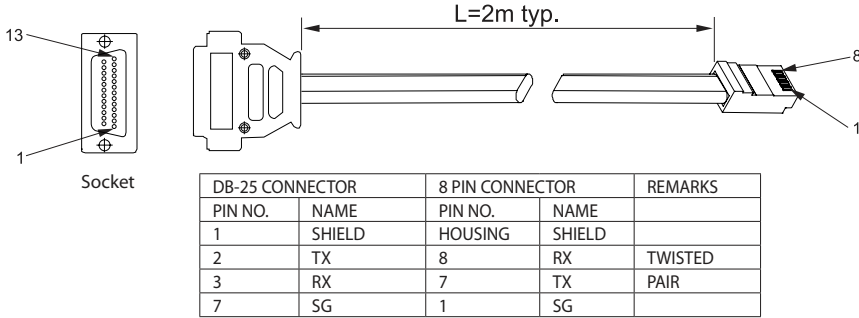 L=2m typ.
13
8
1
1
Socket
DB-25 CONNECTOR 8 PIN CONNECTOR REMARKS
PIN NO. NAME PIN NO. NAME
1 SHIELD HOUSING SHIELD
2 TX 8 RX TWISTED
3 RX 7 TX PAIR
7 SG 1 SG